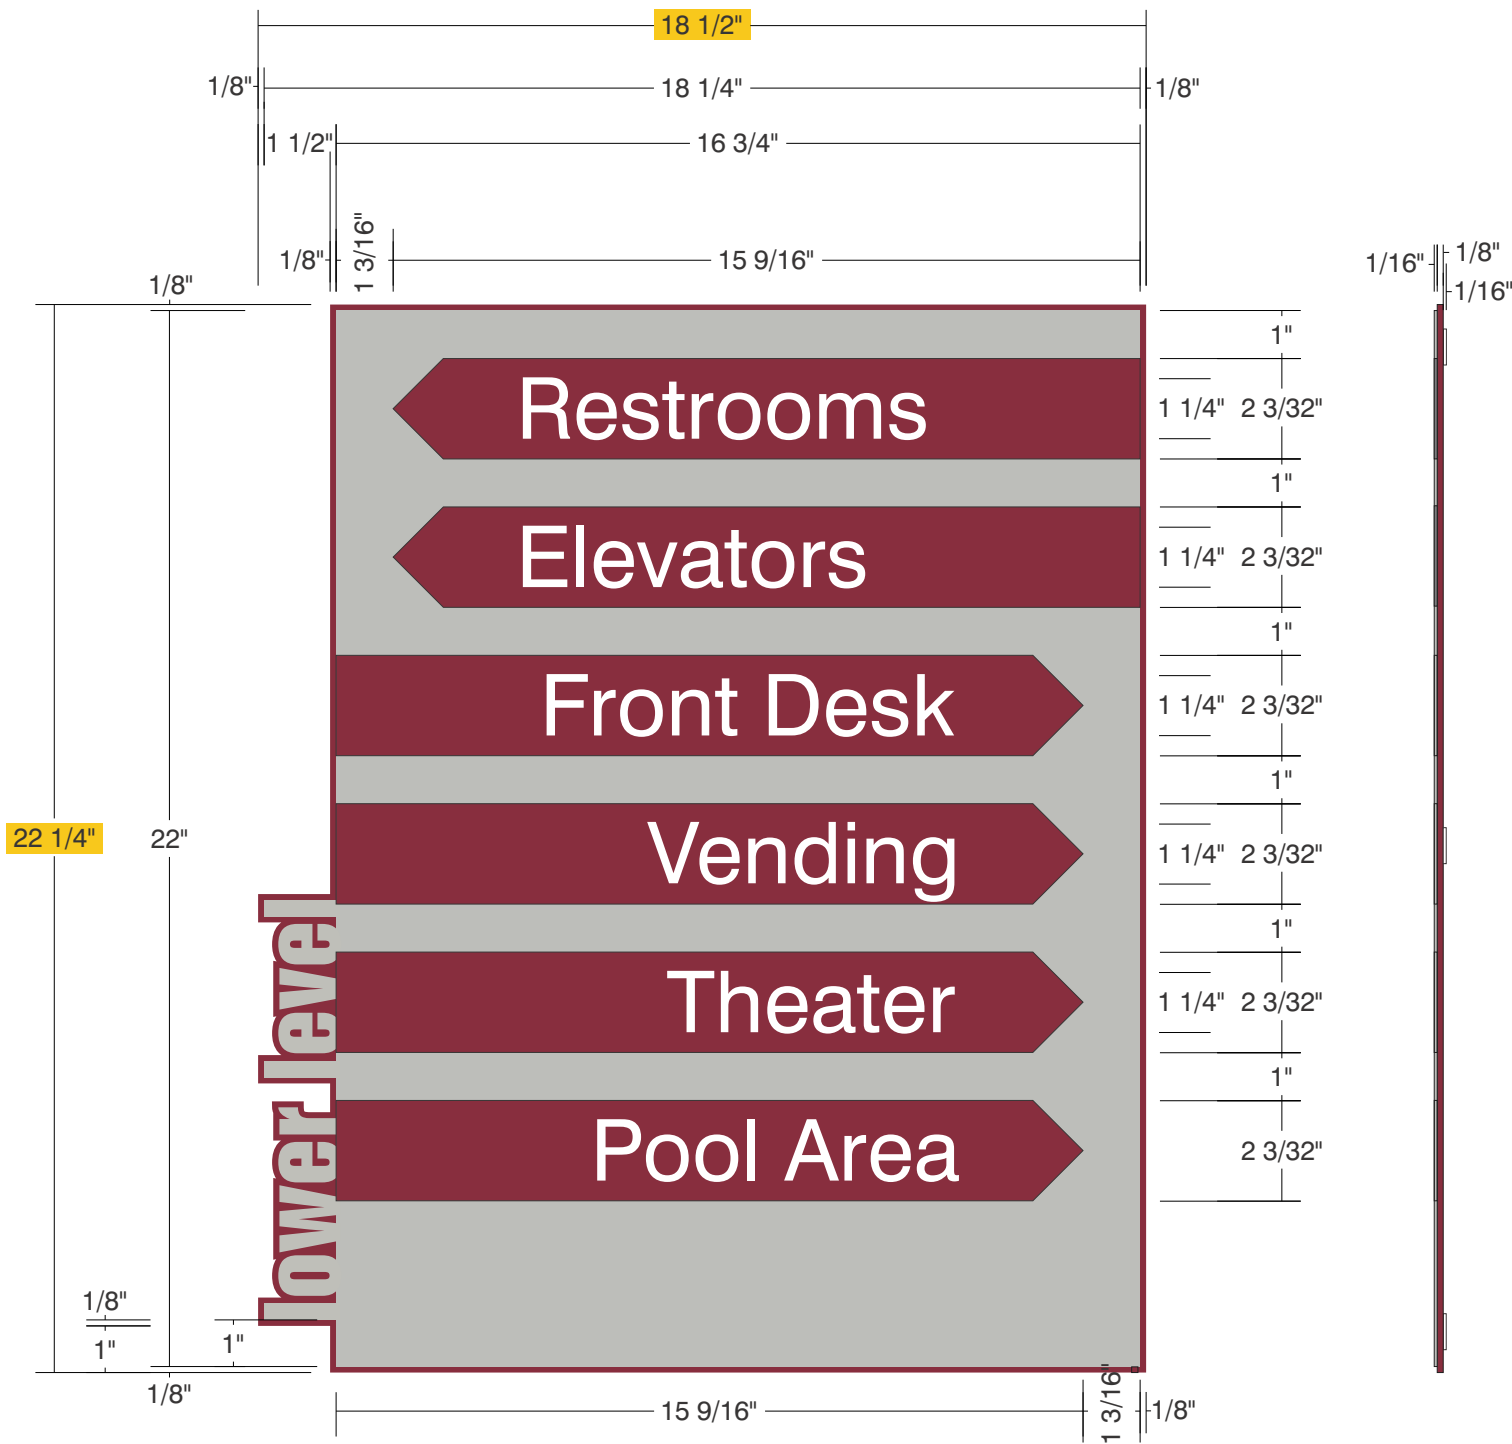 18 1/2"
1/8" 18 1/4" 1/8"
1 1/2" 16 3/4"
1/8" 1 3/16" 15 9/16"
1/16" 1/8"
1/16"
1/8"
1"
Restrooms
1 1/4" 2 3/32"
1"
Elevators
1 1/4" 2 3/32"
1"
Front Desk
1 1/4" 2 3/32"
1"
22 1/4" 22"
Vending
1 1/4" 2 3/32"
1"
lower level
Theater
1 1/4" 2 3/32"
1"
Pool Area
2 3/32"
1/8"
1" 1"
1/8"
15 9/16" 1 3/16" 1/8"